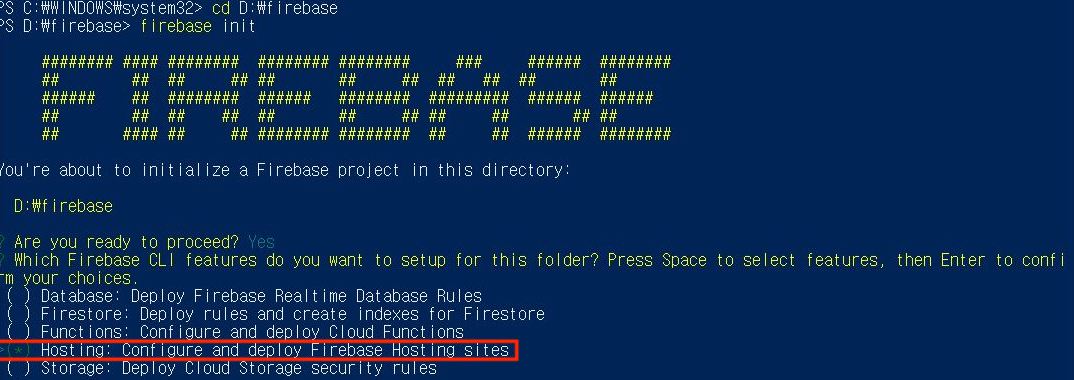 PS C:₩WINDOWS₩system32> cd D:₩firebase
PS D:₩firebase> firebase init
######## #### ######## ######## ########     ###     ######  ########
##        ##  ##     ## ##       ##     ##  ##   ##  ##       ##
######    ##  ########  ######   ########  #########  ######  ######
##        ##  ##    ##  ##       ##     ## ##     ##       ## ##
##       #### ##     ## ######## ########  ##     ##  ######  ########
You're about to initialize a Firebase project in this directory:
D:₩firebase
? Are you ready to proceed? Yes
? Which Firebase CLI features do you want to setup for this folder? Press Space to select features, then Enter to confi
rm your choices.
( ) Database: Deploy Firebase Realtime Database Rules
( ) Firestore: Deploy rules and create indexes for Firestore
( ) Functions: Configure and deploy Cloud Functions
>(*) Hosting: Configure and deploy Firebase Hosting sites
( ) Storage: Deploy Cloud Storage security rules